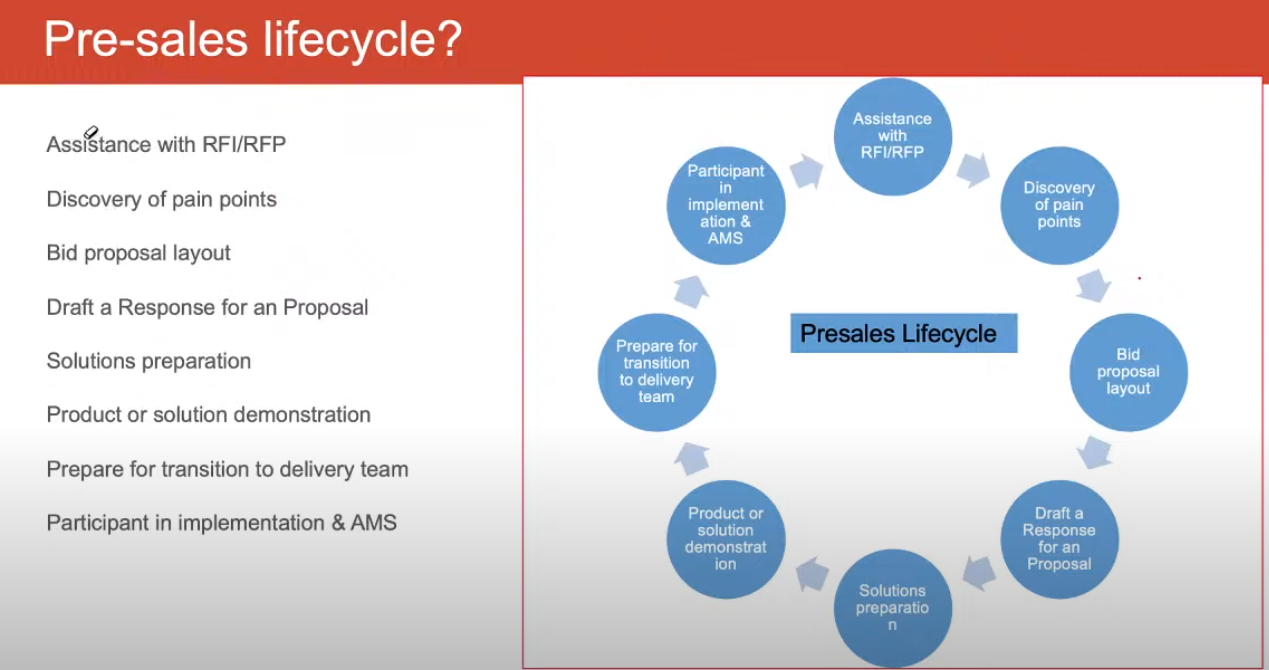 Pre-sales lifecycle?
Assistance with RFI/RFP
Discovery of pain points
Bid proposal layout
Draft a Response for an Proposal
Solutions preparation
Product or solution demonstration
Prepare for transition to delivery team
Participant in implementation & AMS
Assistance
with
RFI/RFP
Discovery
of pain
points
Bid
proposal
layout
Draft a
Response
for an
Proposal
Solutions
preparatio
n
Product or
solution
demonstrat
ion
Prepare for
transition
to delivery
team
Participant
in
implement
ation &
AMS
Presales Lifecycle